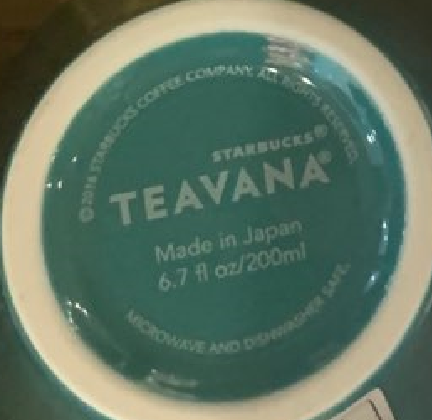 ©2016 STARBUCKS COFFEE COMPANY. ALL RIGHTS RESERVED.
STARBUCKS®
TEAVANA®
Made in Japan
6.7 fl oz/200ml
MICROWAVE AND DISHWASHER SAFE.